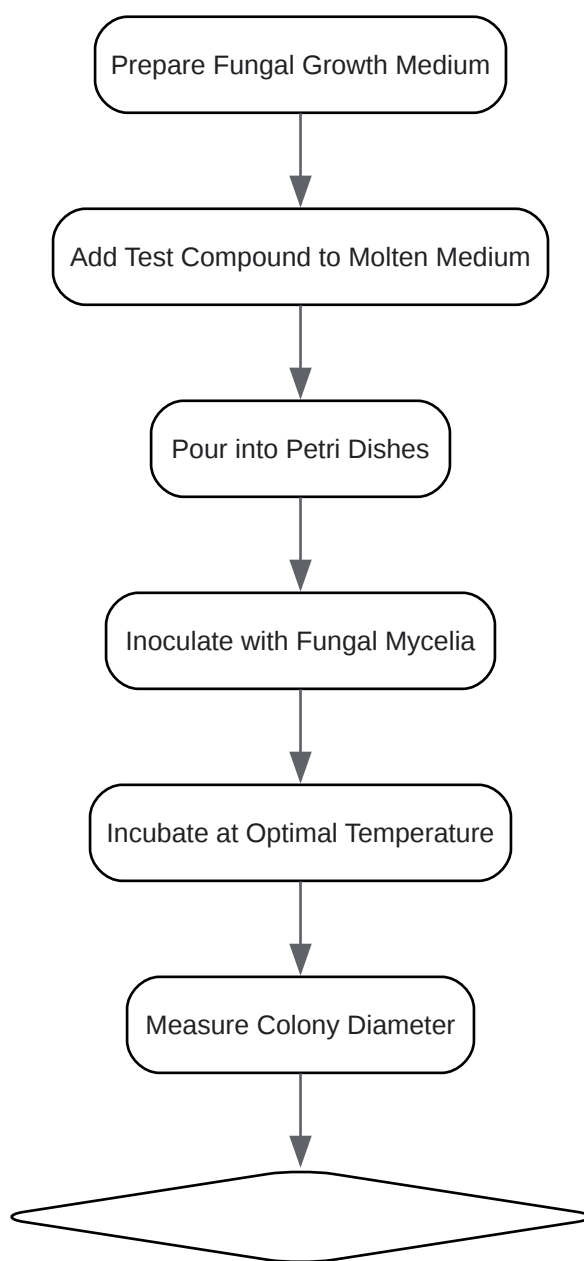 Prepare Fungal Growth Medium
Add Test Compound to Molten Medium
Pour into Petri Dishes
Inoculate with Fungal Mycelia
Incubate at Optimal Temperature
Measure Colony Diameter